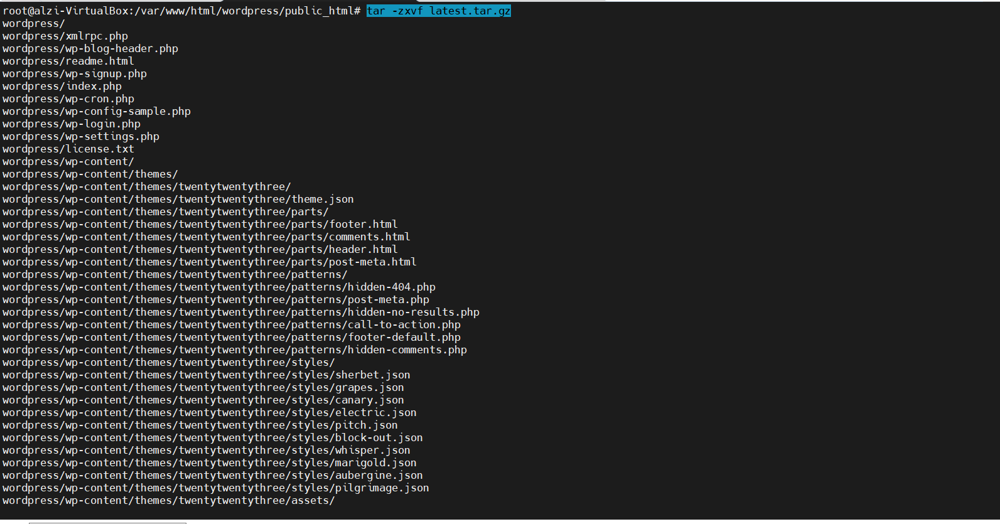 root@alzi-VirtualBox:/var/www/html/wordpress/public_html# tar -zxvf latest.tar.gz
wordpress/
wordpress/xmlrpc.php
wordpress/wp-blog-header.php
wordpress/readme.html
wordpress/wp-signup.php
wordpress/index.php
wordpress/wp-cron.php
wordpress/wp-config-sample.php
wordpress/wp-login.php
wordpress/wp-settings.php
wordpress/license.txt
wordpress/wp-content/
wordpress/wp-content/themes/
wordpress/wp-content/themes/twentytwentythree/
wordpress/wp-content/themes/twentytwentythree/theme.json
wordpress/wp-content/themes/twentytwentythree/parts/
wordpress/wp-content/themes/twentytwentythree/parts/footer.html
wordpress/wp-content/themes/twentytwentythree/parts/comments.html
wordpress/wp-content/themes/twentytwentythree/parts/header.html
wordpress/wp-content/themes/twentytwentythree/parts/post-meta.html
wordpress/wp-content/themes/twentytwentythree/patterns/
wordpress/wp-content/themes/twentytwentythree/patterns/hidden-404.php
wordpress/wp-content/themes/twentytwentythree/patterns/post-meta.php
wordpress/wp-content/themes/twentytwentythree/patterns/hidden-no-results.php
wordpress/wp-content/themes/twentytwentythree/patterns/call-to-action.php
wordpress/wp-content/themes/twentytwentythree/patterns/footer-default.php
wordpress/wp-content/themes/twentytwentythree/patterns/hidden-comments.php
wordpress/wp-content/themes/twentytwentythree/styles/
wordpress/wp-content/themes/twentytwentythree/styles/sherbet.json
wordpress/wp-content/themes/twentytwentythree/styles/grapes.json
wordpress/wp-content/themes/twentytwentythree/styles/canary.json
wordpress/wp-content/themes/twentytwentythree/styles/electric.json
wordpress/wp-content/themes/twentytwentythree/styles/pitch.json
wordpress/wp-content/themes/twentytwentythree/styles/block-out.json
wordpress/wp-content/themes/twentytwentythree/styles/whisper.json
wordpress/wp-content/themes/twentytwentythree/styles/marigold.json
wordpress/wp-content/themes/twentytwentythree/styles/aubergine.json
wordpress/wp-content/themes/twentytwentythree/styles/pilgrimage.json
wordpress/wp-content/themes/twentytwentythree/assets/